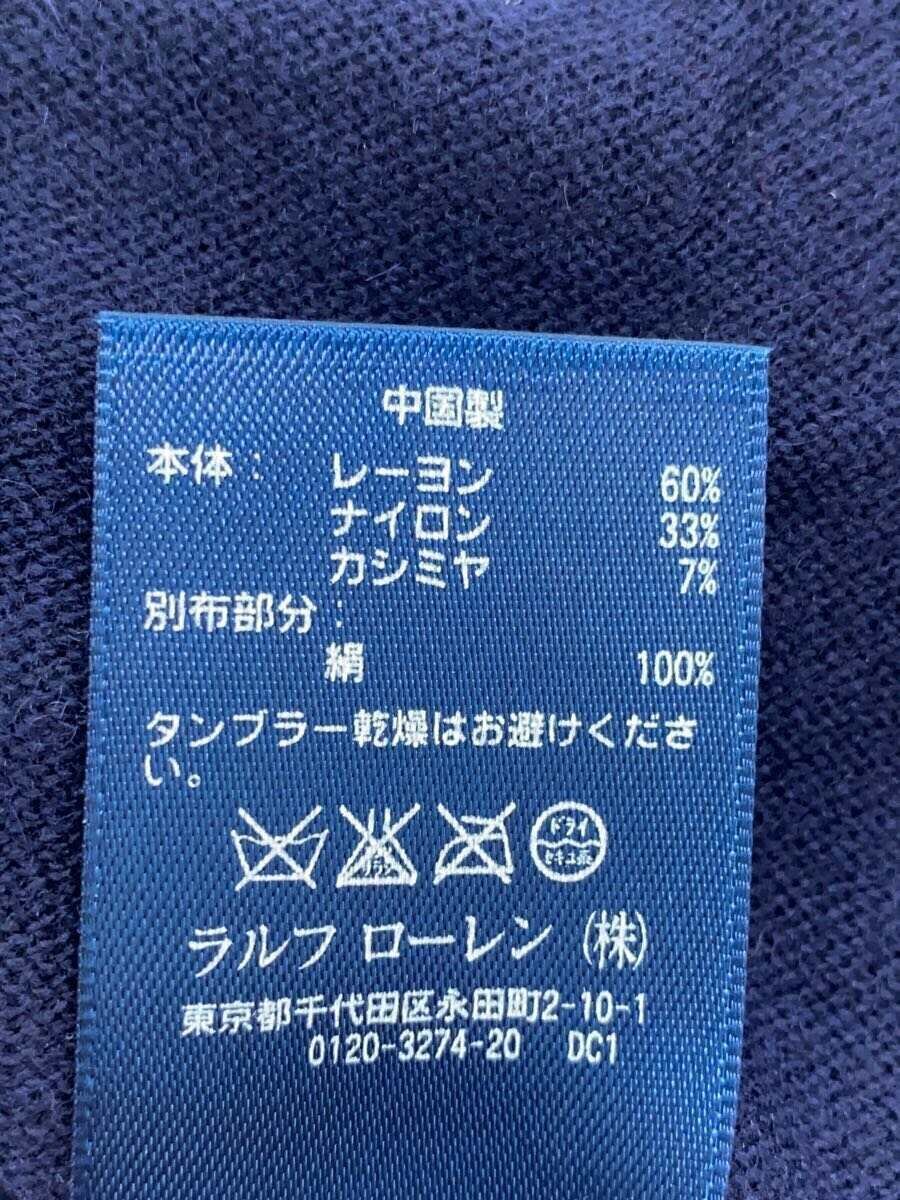 中国製
本体： レーヨン 60%
ナイロン 33%
カシミヤ 7%
別布部分：
絹 100%
タンブラー乾燥はお避けくださ
い。
ドライ
セキユ系
ラルフ ローレン (株)
東京都千代田区永田町2-10-1
0120-3274-20 DC1